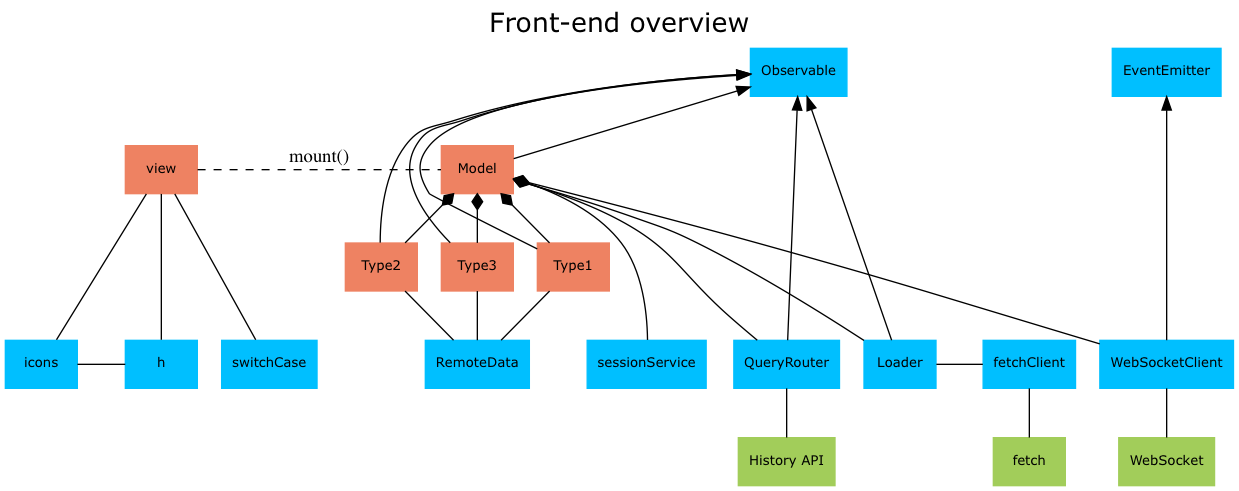 Front-end overview
Observable
EventEmitter
mount()
view
Model
Type2
Type3
Type1
icons
h
switchCase
RemoteData
sessionService
QueryRouter
Loader
fetchClient
WebSocketClient
History API
fetch
WebSocket